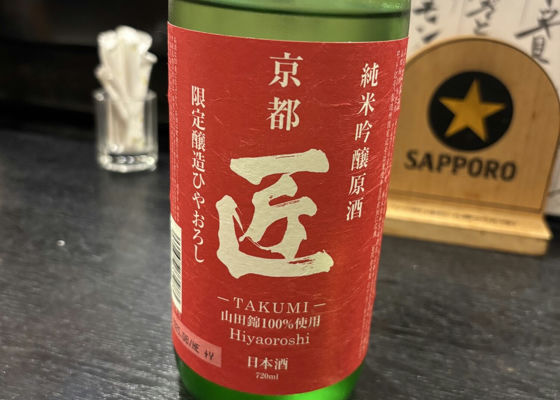 純米吟醸原酒
京都
匠
限定醸造ひやおろし
TAKUMI
山田錦100%使用
Hiyaoroshi
日本酒
720ml
SAPPORO